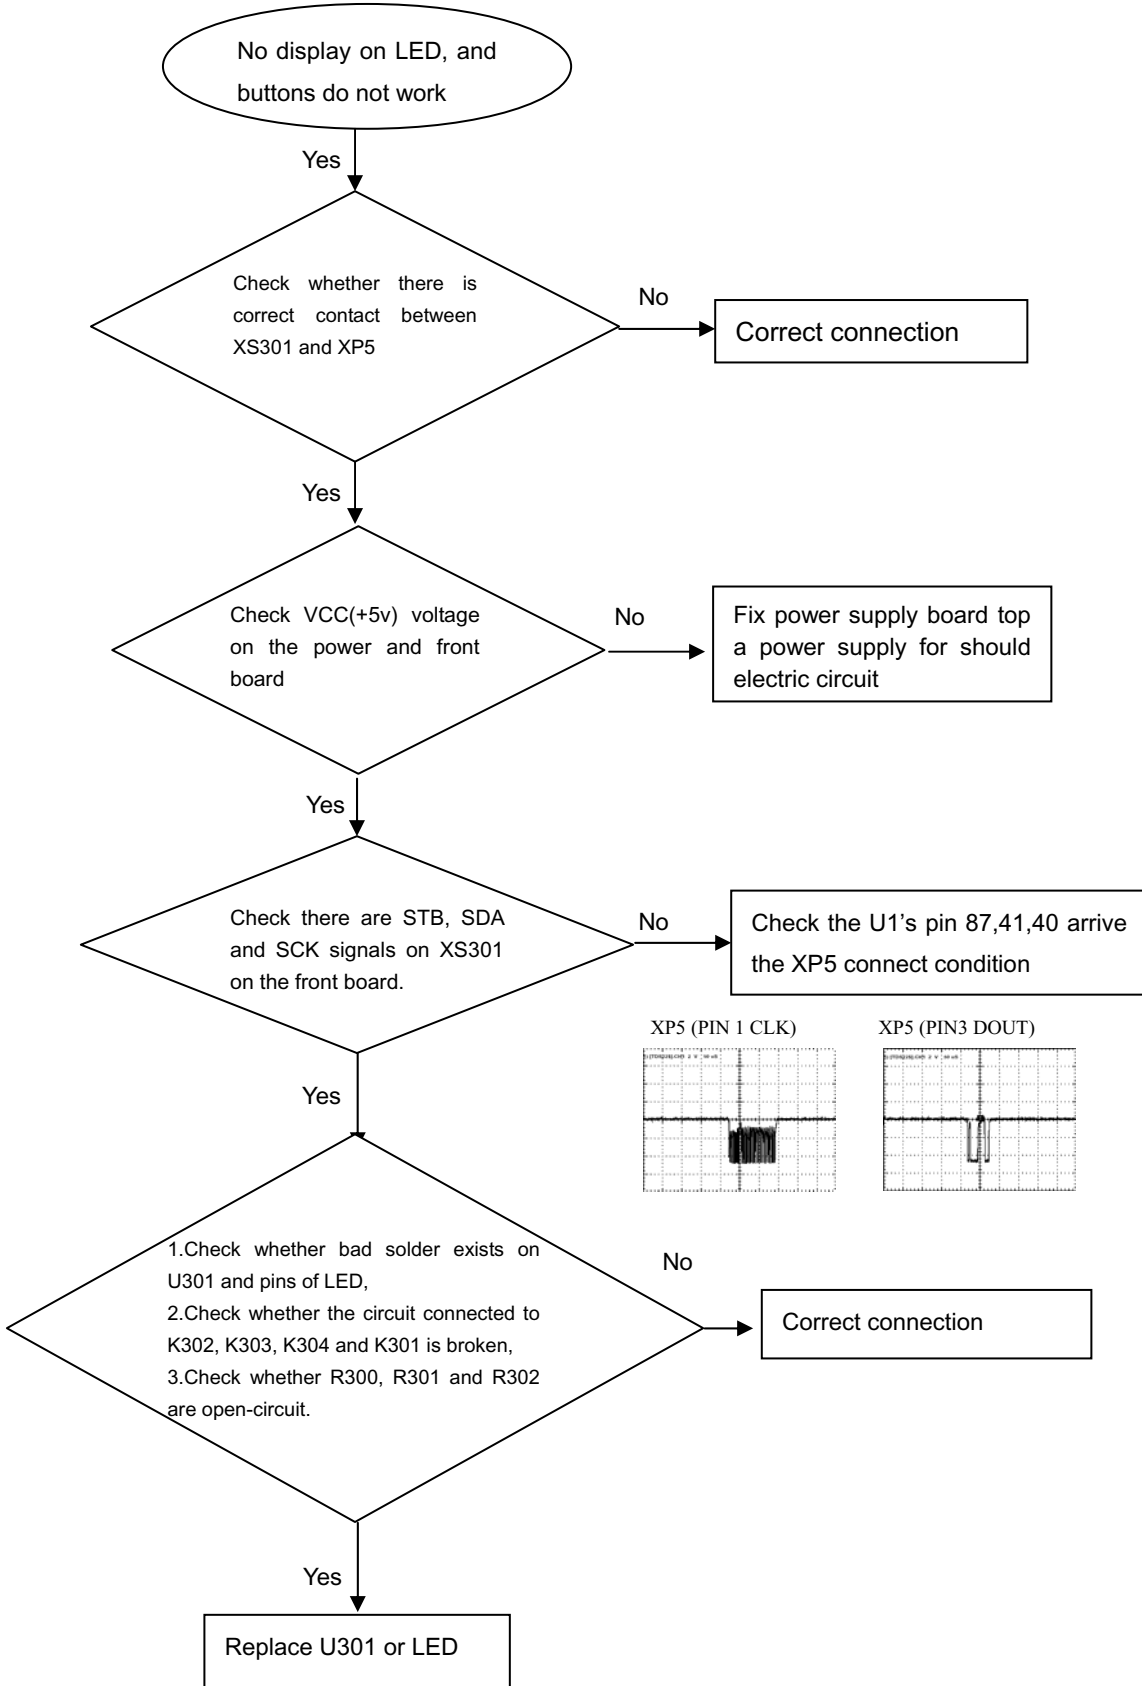 No display on LED, and
buttons do not work
Yes
Check whether there is
correct contact between
XS301 and XP5
No
Correct connection
Yes
Check VCC(+5v) voltage
on the power and front
board
No
Fix power supply board top
a power supply for should
electric circuit
Yes
Check there are STB, SDA
and SCK signals on XS301
on the front board.
No
Check the U1's pin 87,41,40 arrive
the XP5 connect condition
XP5 (PIN 1 CLK)
XP5 (PIN3 DOUT)
Yes
1.Check whether bad solder exists on
U301 and pins of LED,
2.Check whether the circuit connected to
K302, K303, K304 and K301 is broken,
3.Check whether R300, R301 and R302
are open-circuit.
No
Correct connection
Yes
Replace U301 or LED